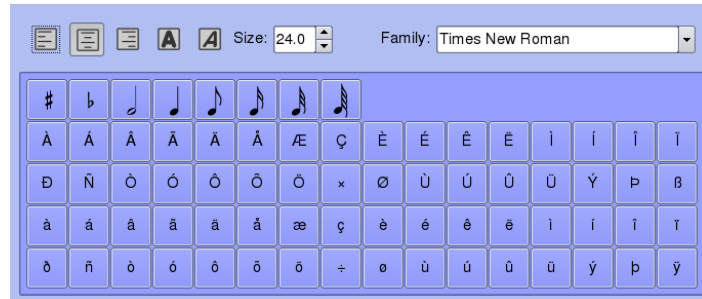 A A Size: 24.0 Family: Times New Roman
♯ ♭ 𝅗𝅥 𝅘𝅥 𝅘𝅥𝅮 𝅘𝅥𝅯 𝅘𝅥𝅰 𝅘𝅥𝅱
À Á Â Ã Ä Å Æ Ç È É Ê Ë Ì Í Î Ï
Ð Ñ Ò Ó Ô Õ Ö × Ø Ù Ú Û Ü Ý Þ ß
à á â ã ä å æ ç è é ê ë ì í î ï
ð ñ ò ó ô õ ö ÷ ø ù ú û ü ý þ ÿ